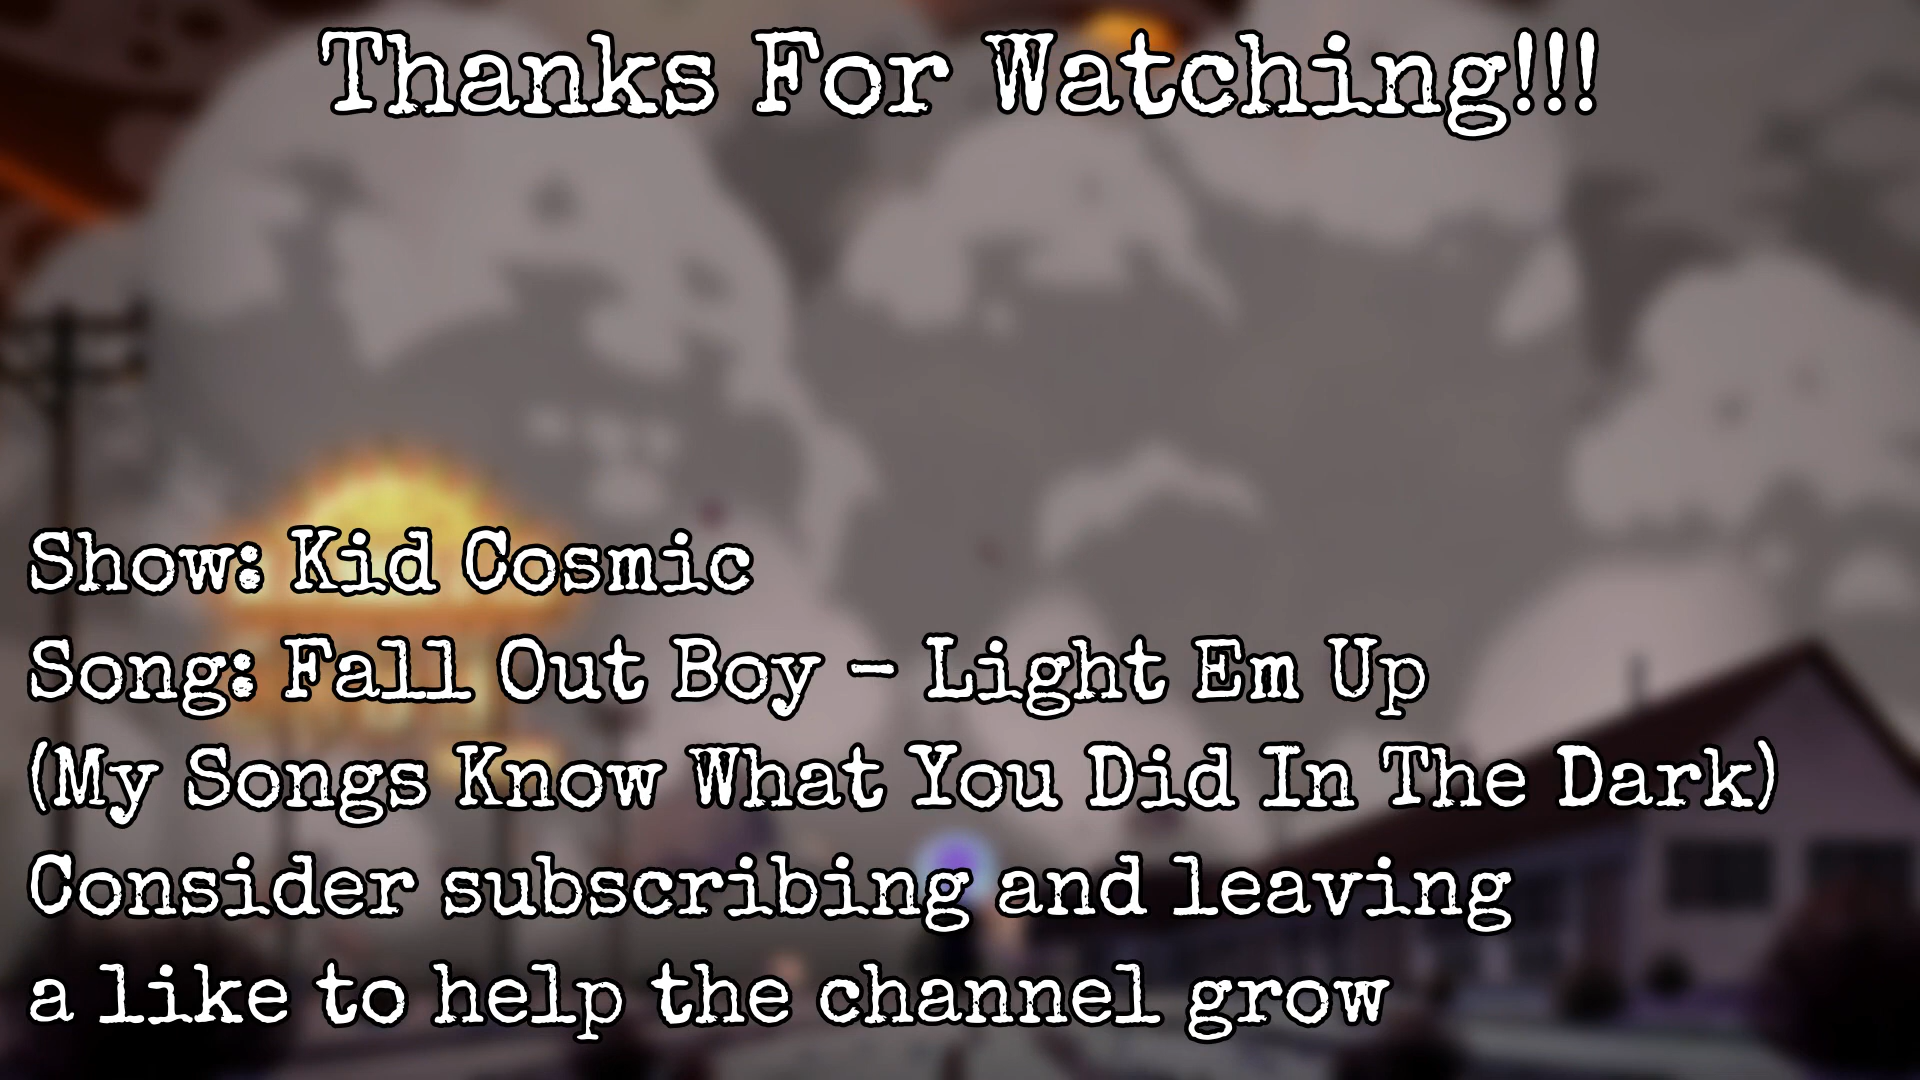 Thanks For Watching!!!
Show: Kid Cosmic
Song: Fall Out Boy - Light Em Up
(My Songs Know What You Did In The Dark)
Consider subscribing and leaving
a like to help the channel grow